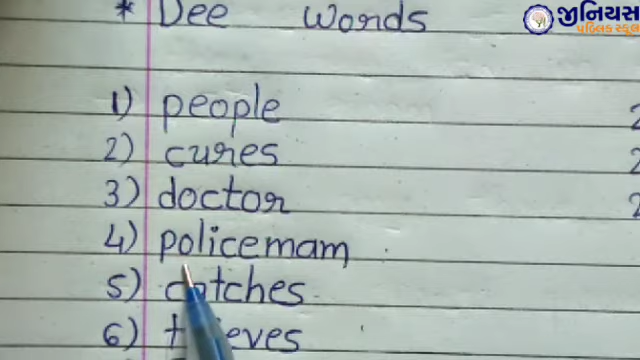 * Dee Words
જીનિયસ
પબ્લિક સ્કૂલ
1) people
2) cures
3) doctor
4) policemam
5) catches
6) thieves